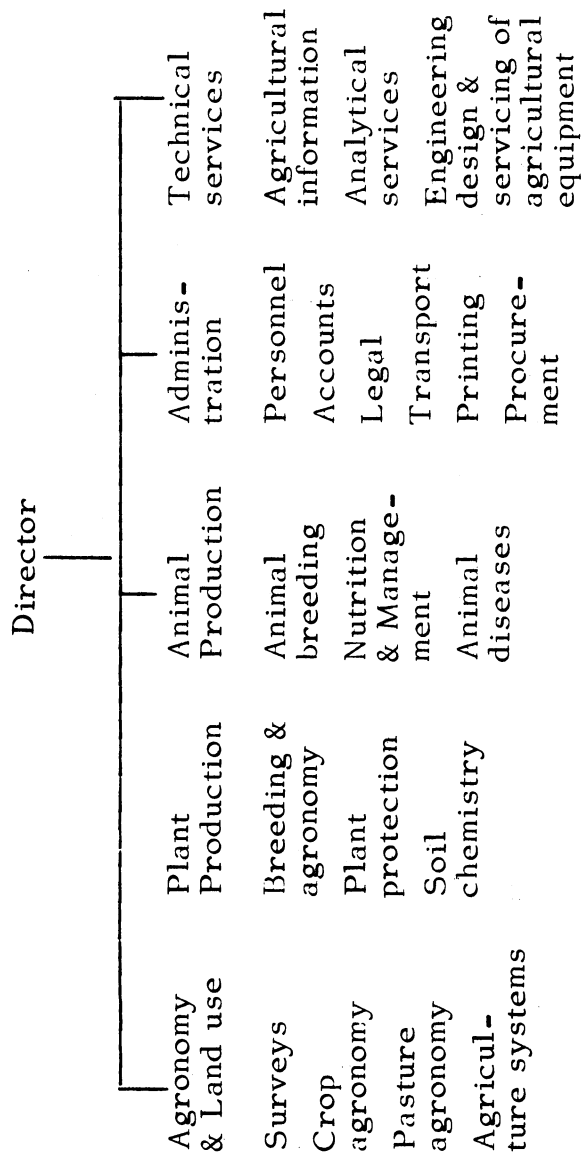 Director
Agronomy
& Land use
Surveys
Crop
agronomy
Pasture
agronomy
Agricul-
ture systems
Plant
Production
Breeding &
agronomy
Plant
protection
Soil
chemistry
Animal
Production
Animal
breeding
Nutrition
& Manage-
ment
Animal
diseases
Adminis-
tration
Personnel
Accounts
Legal
Transport
Printing
Procure-
ment
Technical
services
Agricultural
information
Analytical
services
Engineering
design &
servicing of
agricultural
equipment